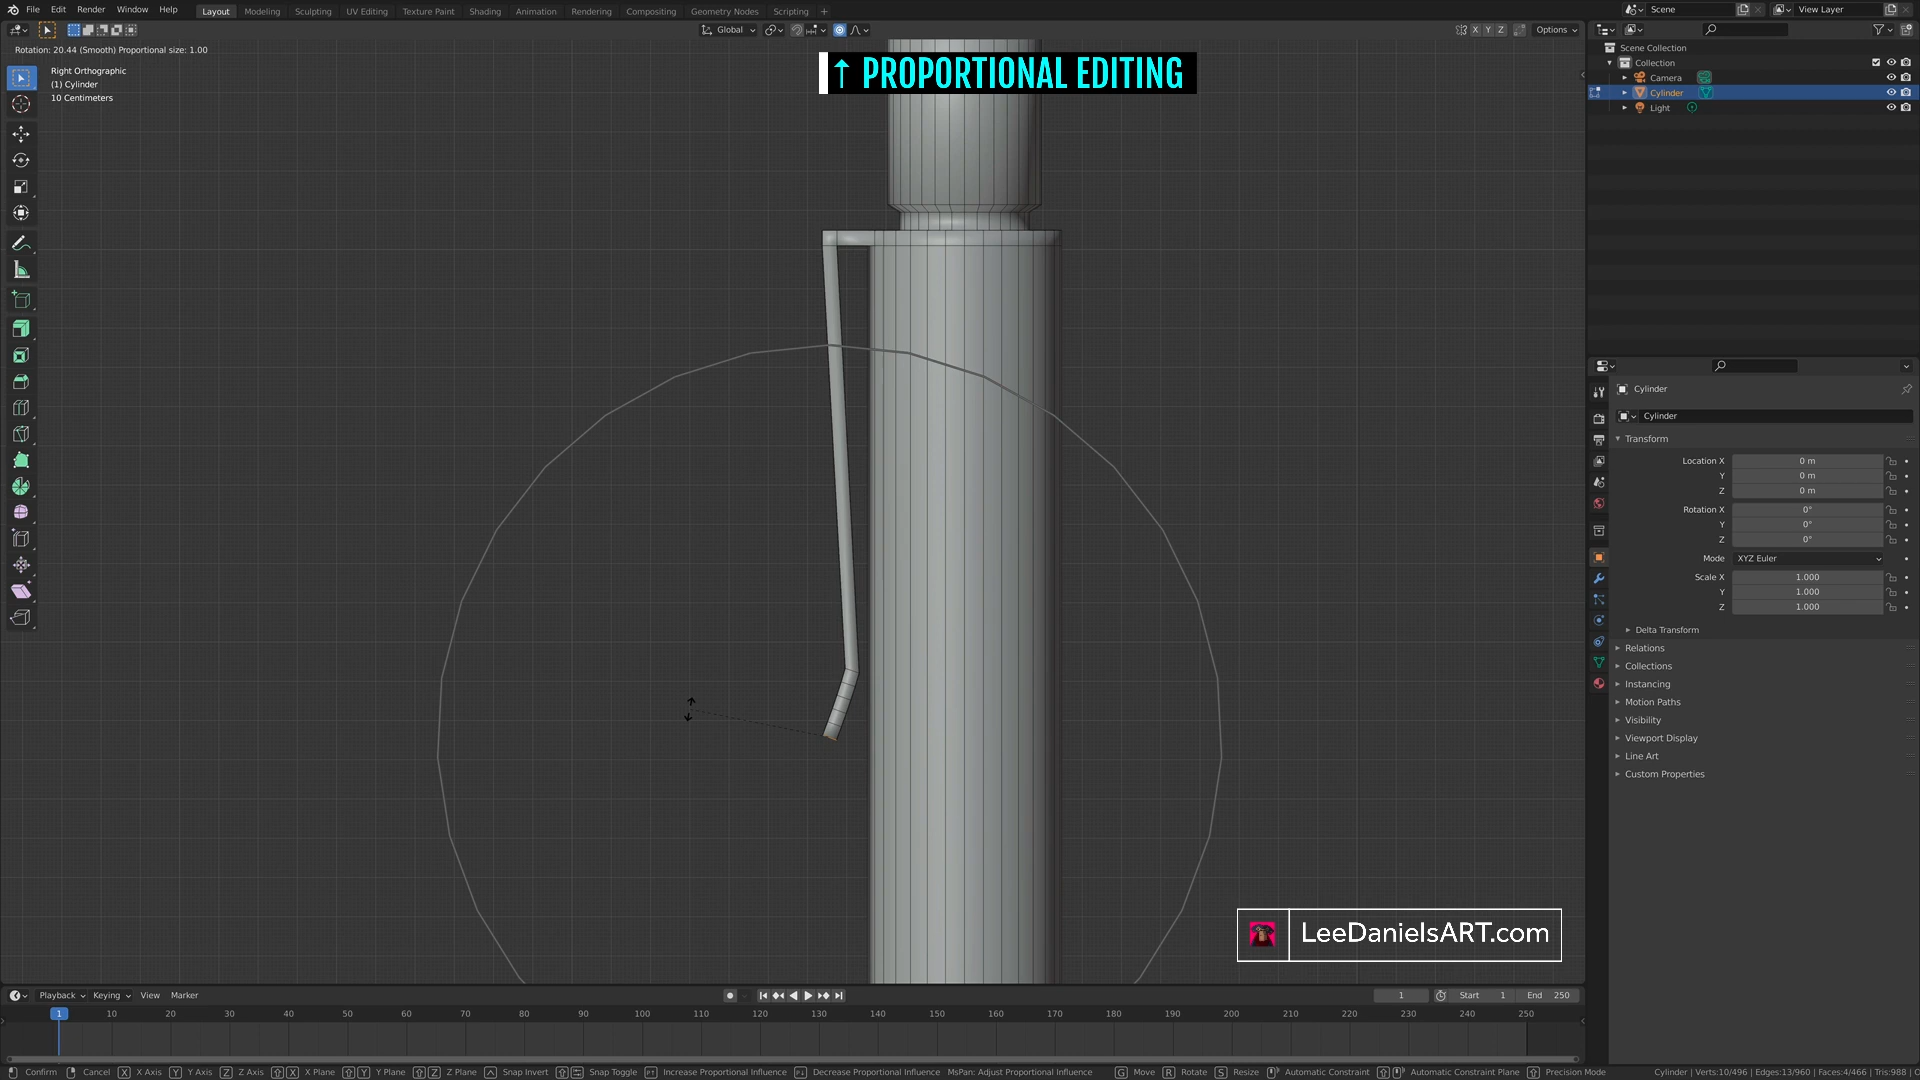 File Edit Render Window Help Layout Modeling Sculpting UV Editing Texture Paint Shading Animation Rendering Compositing Geometry Nodes Scripting + Scene View Layer
Global X Y Z Options
Rotation: 20.44 (Smooth) Proportional size: 1.00
Right Orthographic
(1) Cylinder
10 Centimeters
↑ PROPORTIONAL EDITING
Scene Collection
Collection
Camera
Cylinder
Light
Cylinder
Cylinder
Transform
Location X 0 m
Y 0 m
Z 0 m
Rotation X 0°
Y 0°
Z 0°
Mode XYZ Euler
Scale X 1.000
Y 1.000
Z 1.000
Delta Transform
Relations
Collections
Instancing
Motion Paths
Visibility
Viewport Display
Line Art
Custom Properties
LeeDanielsART.com
Playback Keying View Marker 1 Start 1 End 250
1 10 20 30 40 50 60 70 80 90 100 110 120 130 140 150 160 170 180 190 200 210 220 230 240 250
Confirm Cancel X X Axis Y Y Axis Z Z Axis X X Plane Y Y Plane Z Z Plane Snap Invert Snap Toggle Increase Proportional Influence Decrease Proportional Influence MsPan: Adjust Proportional Influence G Move R Rotate S Resize Automatic Constraint Automatic Constraint Plane Precision Mode Cylinder | Verts:10/496 | Edges:13/960 | Faces:4/466 | Tris:988 |